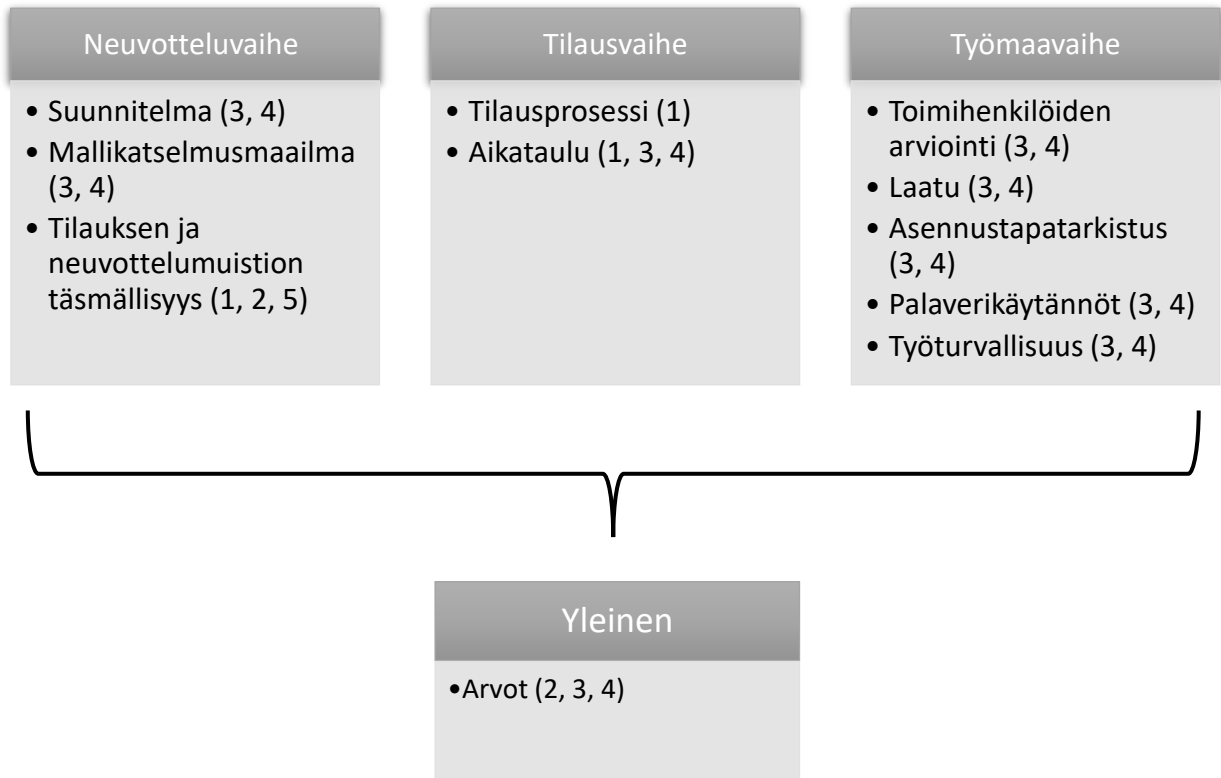 Neuvotteluvaihe
• Suunnitelma (3, 4)
• Mallikatselmusmaailma
(3, 4)
• Tilauksen ja
neuvottelumuistion
täsmällisyys (1, 2, 5)
Tilausvaihe
• Tilausprosessi (1)
• Aikataulu (1, 3, 4)
Työmaavaihe
• Toimihenkilöiden
arviointi (3, 4)
• Laatu (3, 4)
• Asennustapatarkistus
(3, 4)
• Palaverikäytännöt (3, 4)
• Työturvallisuus (3, 4)
Yleinen
•Arvot (2, 3, 4)